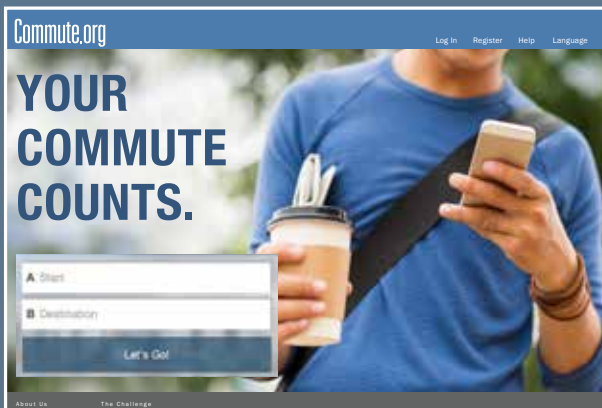 Commute.org
Log In Register Help Language
YOUR
COMMUTE
COUNTS.
A Start
B Destination
Let's Go!
About Us The Challenge